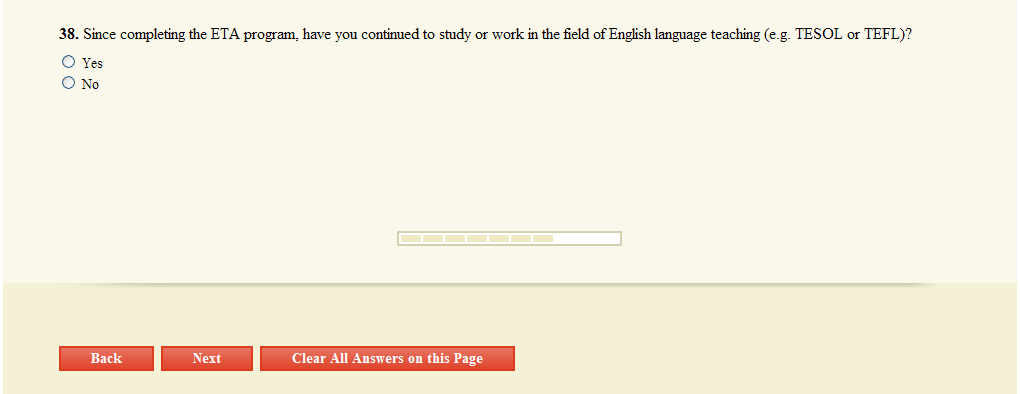 38. Since completing the ETA program, have you continued to study or work in the field of English language teaching (e.g. TESOL or TEFL)?
Yes
No
Back Next Clear All Answers on this Page